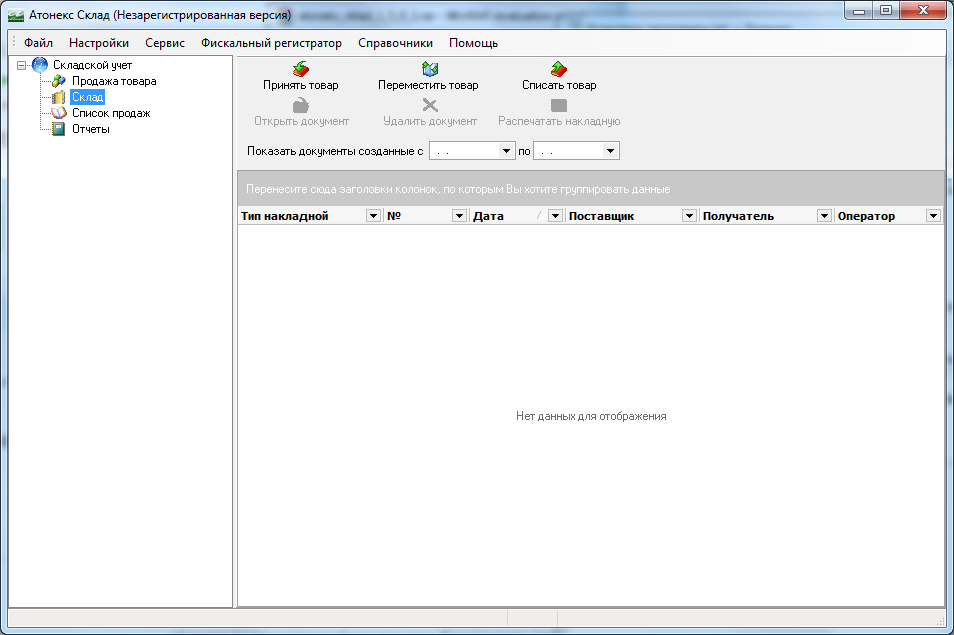 Атонекс Склад (Незарегистрированная версия)
Файл Настройки Сервис Фискальный регистратор Справочники Помощь
Складской учет
Продажа товара
Склад
Список продаж
Отчеты
Принять товар Переместить товар Списать товар
Открыть документ Удалить документ Распечатать накладную
Показать документы созданные с . . по . .
Перенесите сюда заголовки колонок, по которым Вы хотите группировать данные
Тип накладной № Дата Поставщик Получатель Оператор
Нет данных для отображения